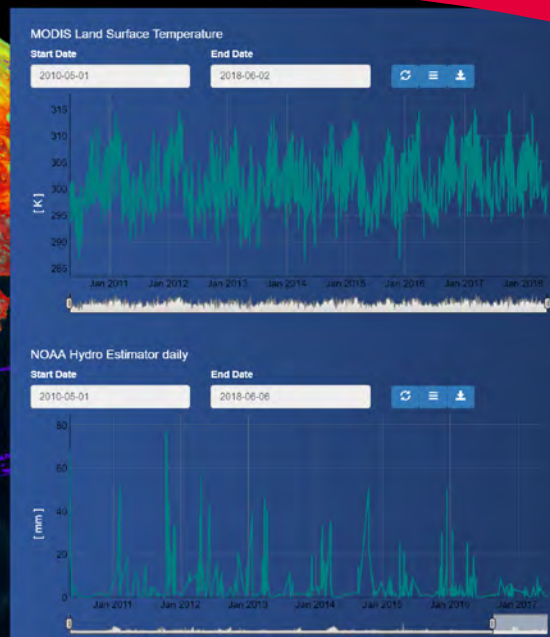 MODIS Land Surface Temperature
Start Date End Date
2010-05-01 2018-06-02
315
310
305
300
295
290
285
[ K ]
Jan 2011 Jan 2012 Jan 2013 Jan 2014 Jan 2015 Jan 2016 Jan 2017 Jan 2018
NOAA Hydro Estimator daily
Start Date End Date
2010-05-01 2018-06-06
80
60
40
20
0
[ mm ]
Jan 2011 Jan 2012 Jan 2013 Jan 2014 Jan 2015 Jan 2016 Jan 2017